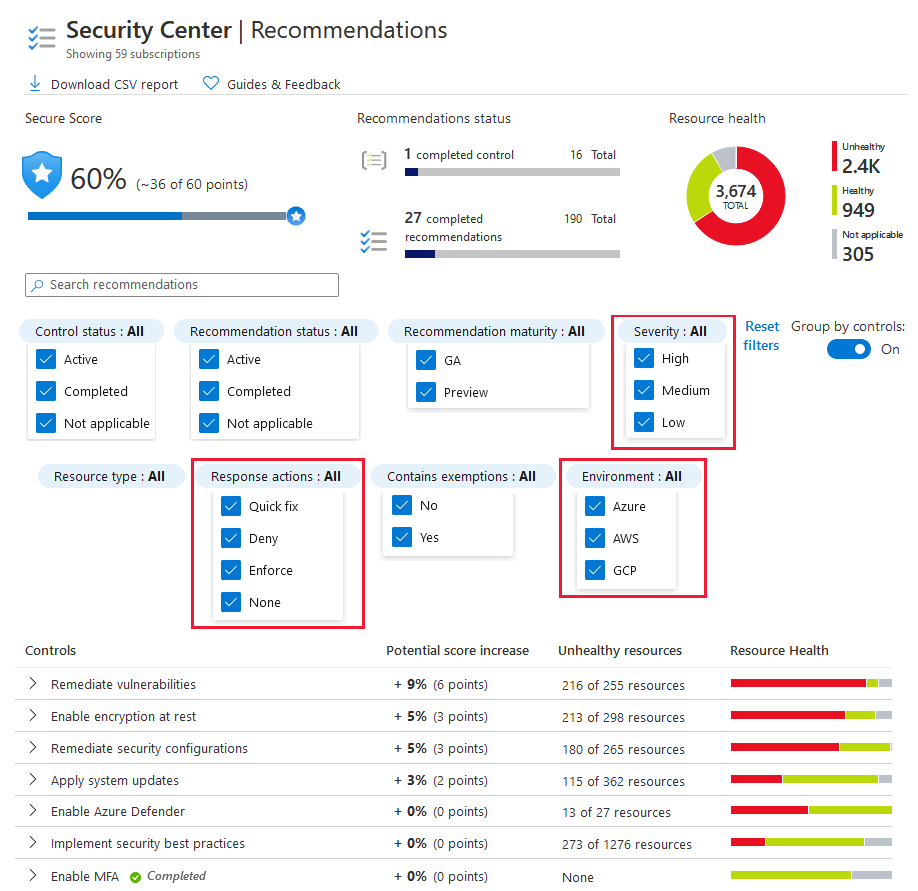 Security Center | Recommendations
Showing 59 subscriptions
Download CSV report Guides & Feedback
Secure Score
60% (~36 of 60 points)
Recommendations status
1 completed control 16 Total
27 completed 190 Total
recommendations
Resource health
3,674
TOTAL
Unhealthy
2.4K
Healthy
949
Not applicable
305
Search recommendations
Control status : All
Active
Completed
Not applicable
Recommendation status : All
Active
Completed
Not applicable
Recommendation maturity : All
GA
Preview
Severity : All
High
Medium
Low
Reset
filters
Group by controls:
On
Resource type : All
Response actions : All
Quick fix
Deny
Enforce
None
Contains exemptions : All
No
Yes
Environment : All
Azure
AWS
GCP
Controls Potential score increase Unhealthy resources Resource Health
Remediate vulnerabilities + 9% (6 points) 216 of 255 resources
Enable encryption at rest + 5% (3 points) 213 of 298 resources
Remediate security configurations + 5% (3 points) 180 of 265 resources
Apply system updates + 3% (2 points) 115 of 362 resources
Enable Azure Defender + 0% (0 points) 13 of 27 resources
Implement security best practices + 0% (0 points) 273 of 1276 resources
Enable MFA Completed + 0% (0 points) None